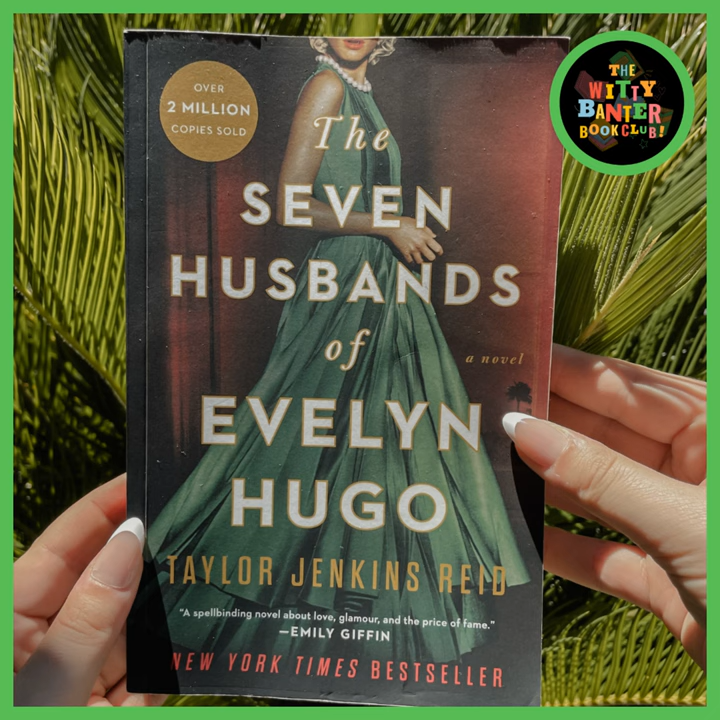 OVER
2 MILLION
COPIES SOLD
THE
WITTY
BANTER
BOOK CLUB!
The
SEVEN
HUSBANDS
of
a novel
EVELYN
HUGO
TAYLOR JENKINS REID
"A spellbinding novel about love, glamour, and the price of fame."
—EMILY GIFFIN
NEW YORK TIMES BESTSELLER